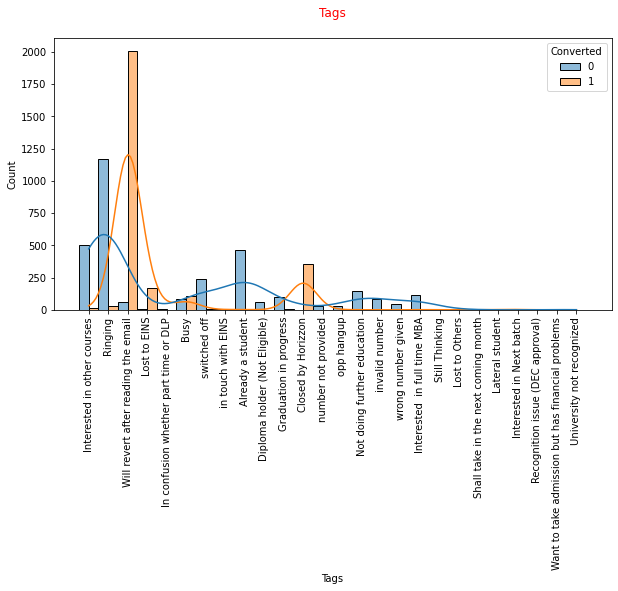 Tags
Converted
0
1
2000
1750
1500
1250
1000
750
500
250
0
Count
Interested in other courses
Ringing
Will revert after reading the email
Lost to EINS
In confusion whether part time or DLP
Busy
switched off
in touch with EINS
Already a student
Diploma holder (Not Eligible)
Graduation in progress
Closed by Horizzon
number not provided
opp hangup
Not doing further education
invalid number
wrong number given
Interested  in full time MBA
Still Thinking
Lost to Others
Shall take in the next coming month
Lateral student
Interested in Next batch
Recognition issue (DEC approval)
Want to take admission but has financial problems
University not recognized
Tags